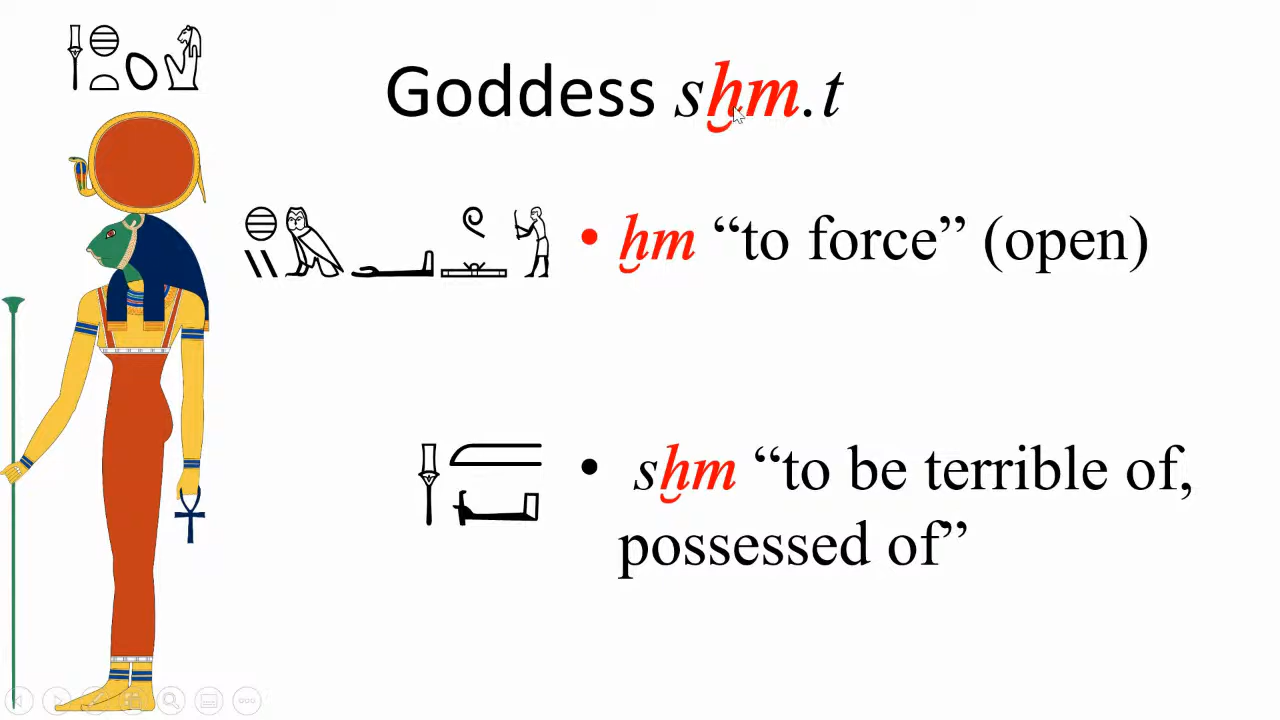 Goddess sḫm.t
• ḫm “to force” (open)
• sḫm “to be terrible of,
possessed of”